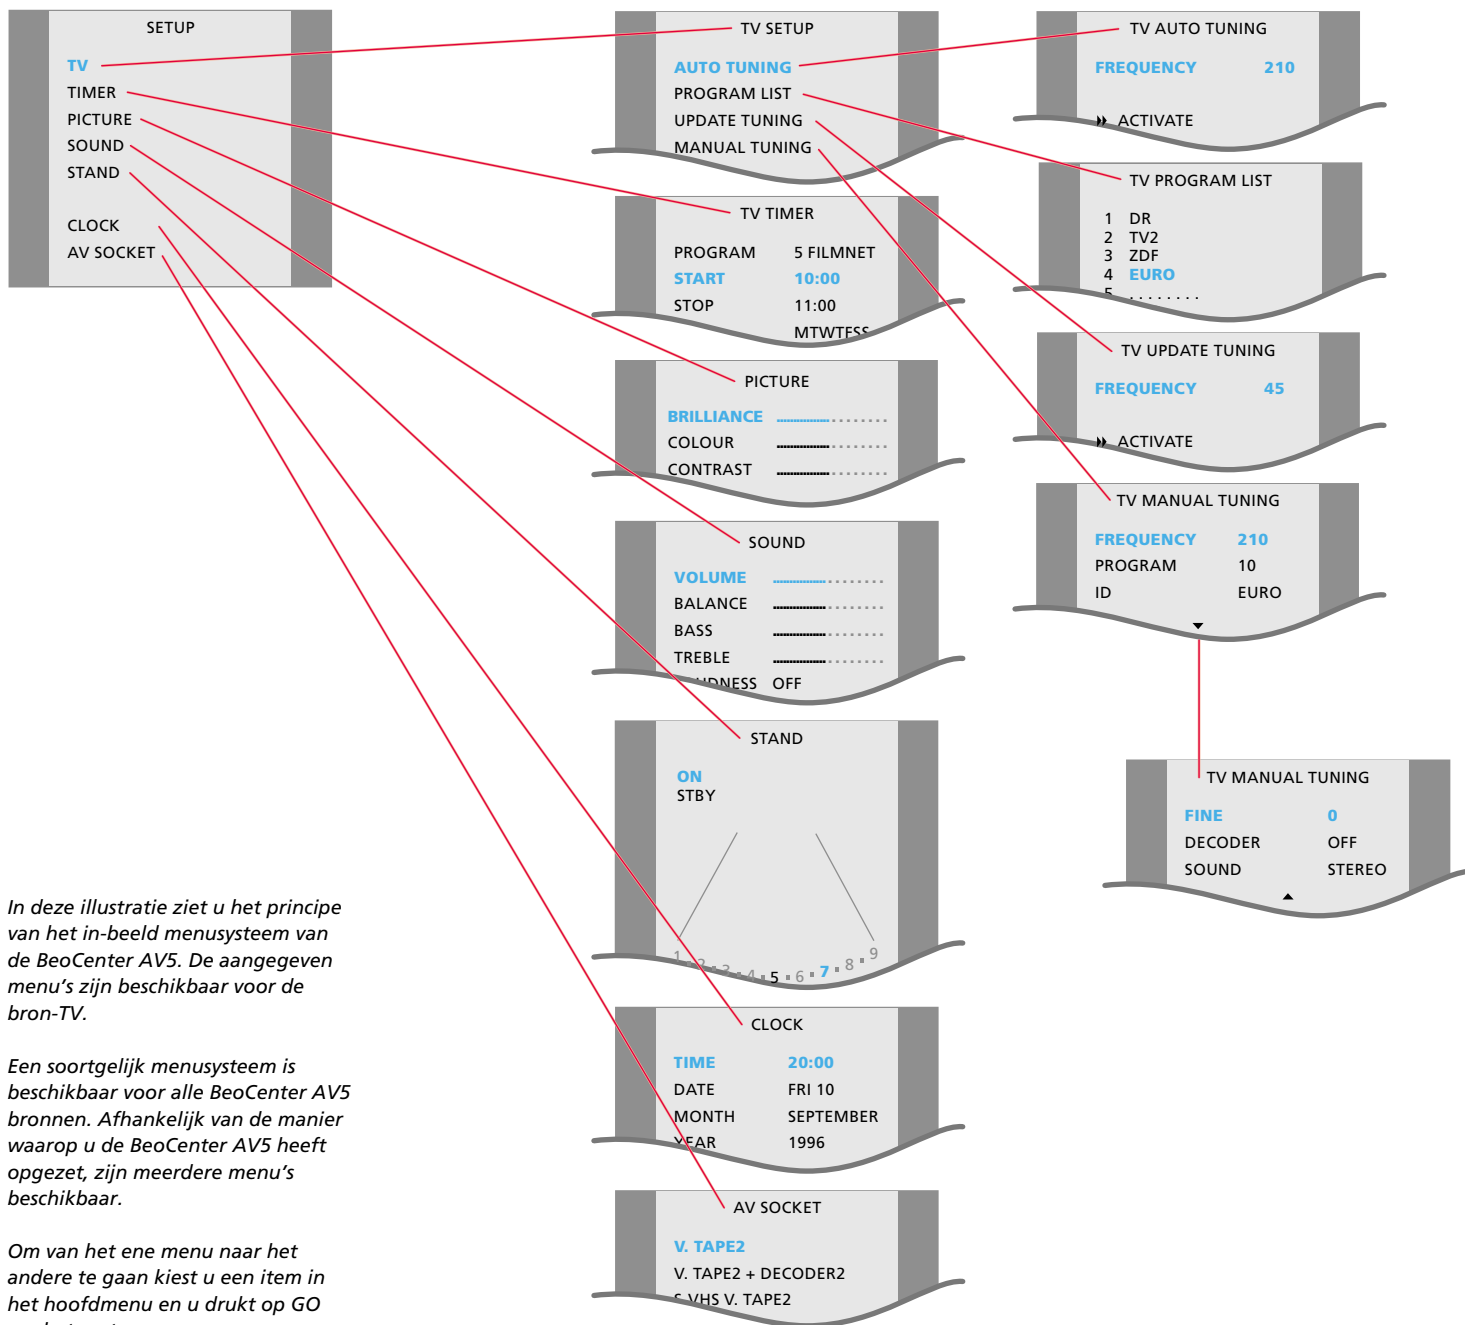 SETUP
TV
TIMER
PICTURE
SOUND
STAND
CLOCK
AV SOCKET
TV SETUP
AUTO TUNING
PROGRAM LIST
UPDATE TUNING
MANUAL TUNING
TV TIMER
PROGRAM 5 FILMNET
START 10:00
STOP 11:00
MTWTFSS
PICTURE
BRILLIANCE
COLOUR
CONTRAST
SOUND
VOLUME
BALANCE
BASS
TREBLE
OFF
STAND
ON
STBY
1 2 3 4 5 6 7 8 9
CLOCK
TIME 20:00
DATE FRI 10
MONTH SEPTEMBER
YEAR 1996
AV SOCKET
V. TAPE2
V. TAPE2 + DECODER2
S-VHS V. TAPE2
TV AUTO TUNING
FREQUENCY 210
ACTIVATE
TV PROGRAM LIST
1 DR
2 TV2
3 ZDF
4 EURO
5 . . . . . . . .
TV UPDATE TUNING
FREQUENCY 45
ACTIVATE
TV MANUAL TUNING
FREQUENCY 210
PROGRAM 10
ID EURO
TV MANUAL TUNING
FINE 0
DECODER OFF
SOUND STEREO
In deze illustratie ziet u het principe
van het in-beeld menusysteem van
de BeoCenter AV5. De aangegeven
menu's zijn beschikbaar voor de
bron-TV.
Een soortgelijk menusysteem is
beschikbaar voor alle BeoCenter AV5
bronnen. Afhankelijk van de manier
waarop u de BeoCenter AV5 heeft
opgezet, zijn meerdere menu's
beschikbaar.
Om van het ene menu naar het
andere te gaan kiest u een item in
het hoofdmenu en u drukt op GO